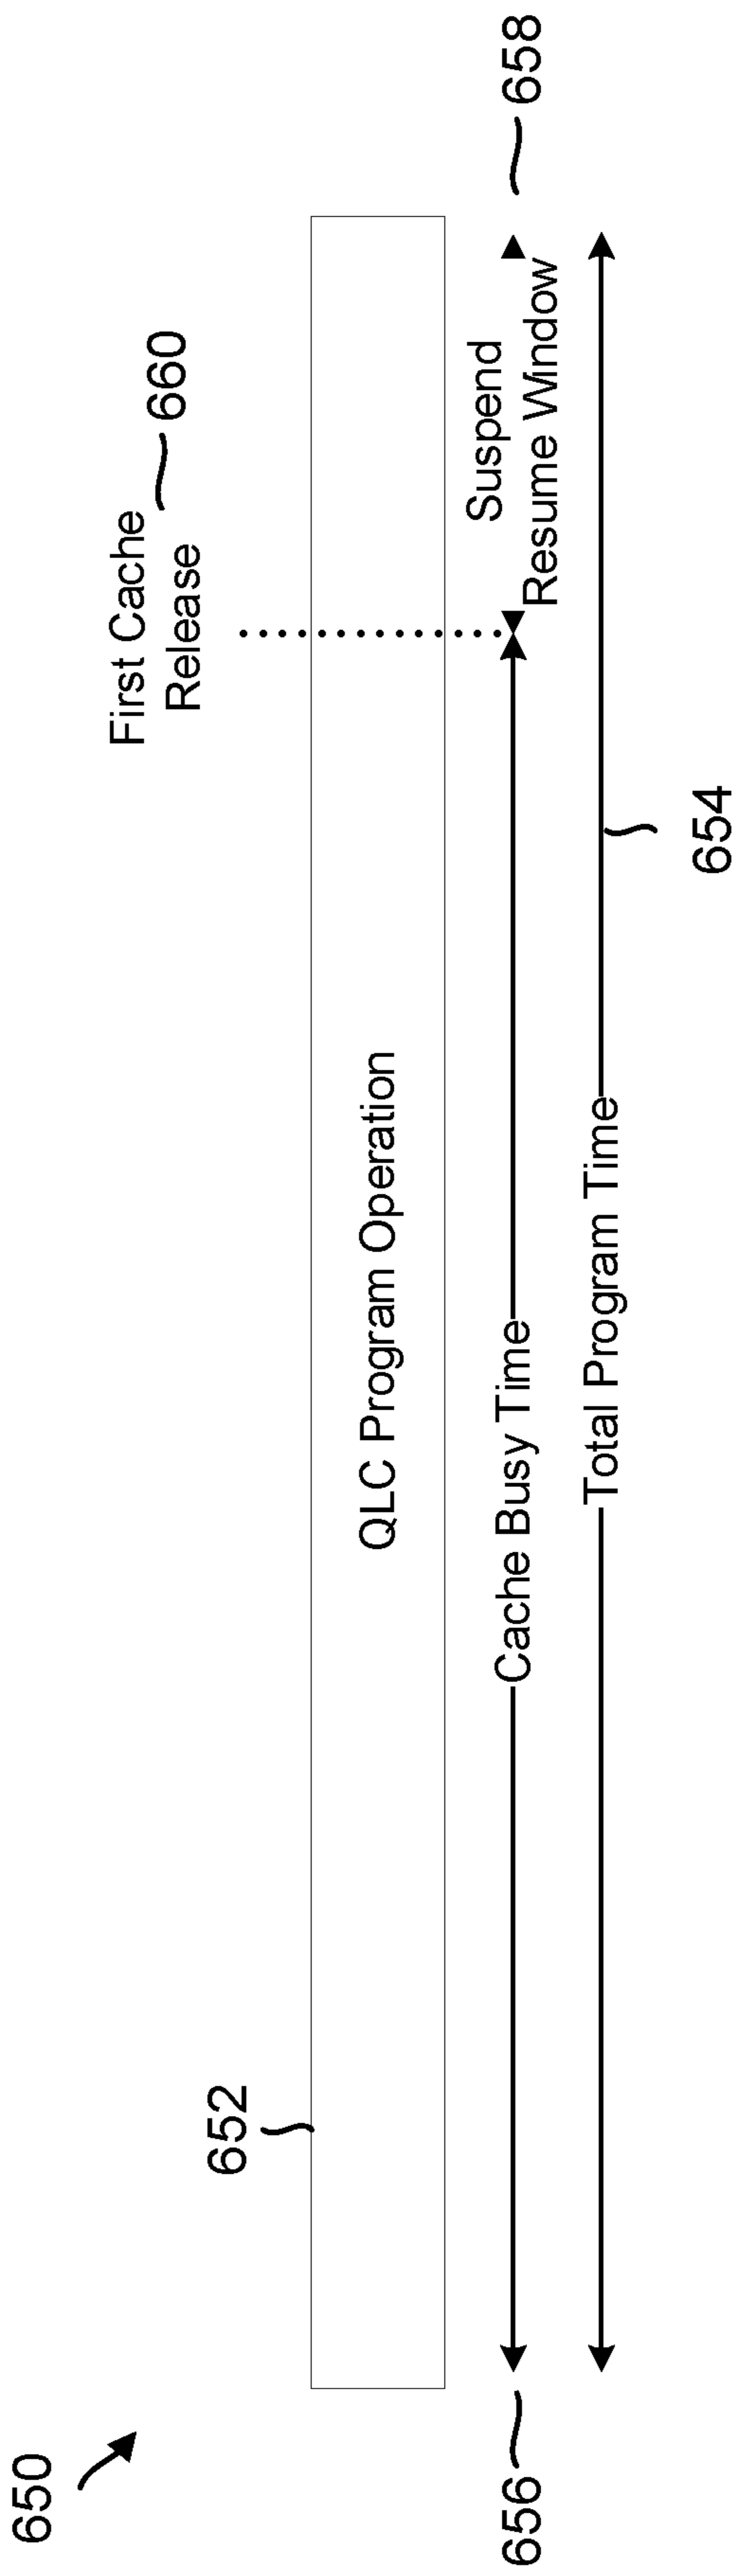 650
First Cache
Release
660
652
QLC Program Operation
656
Cache Busy Time
Suspend
Resume Window
658
Total Program Time
654